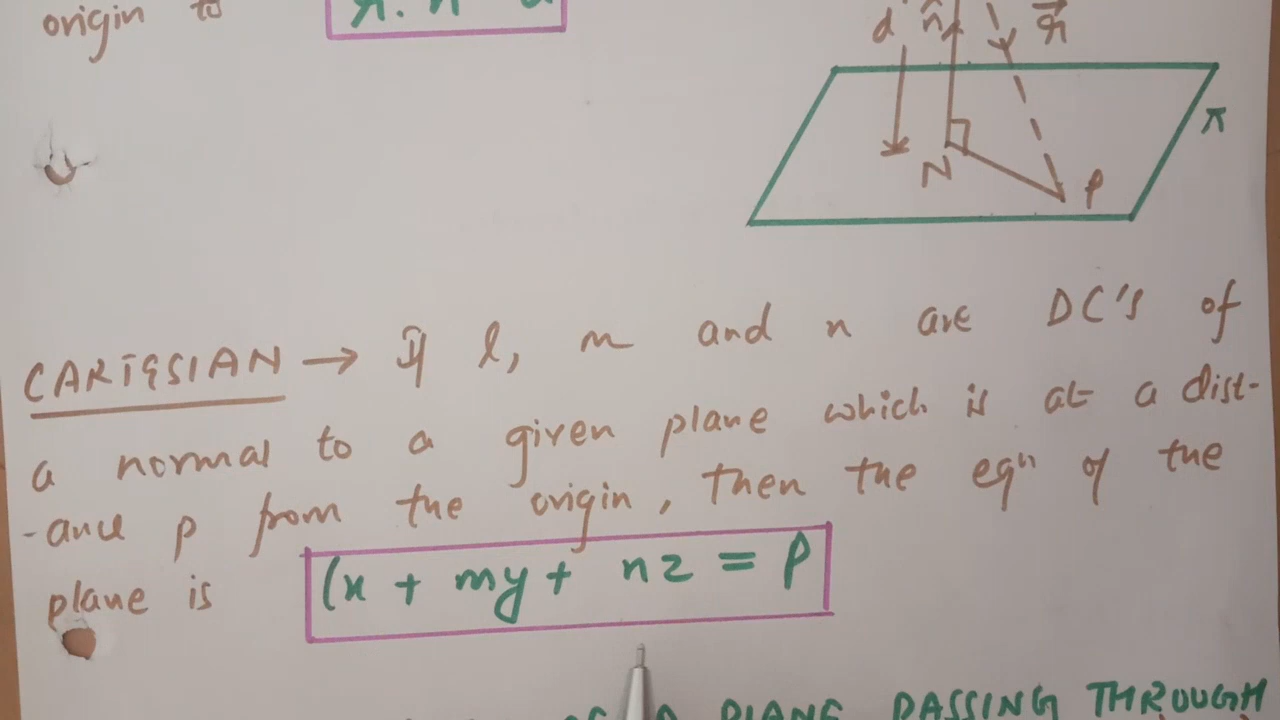 origin to
d n̂ r⃗
π
N
P
CARTESIAN → If l, m and n are DC's of
a normal to a given plane which is at a dist-
-ance p from the origin, then the eqⁿ of the
plane is lx + my + nz = p
PLANE PASSING THROUGH